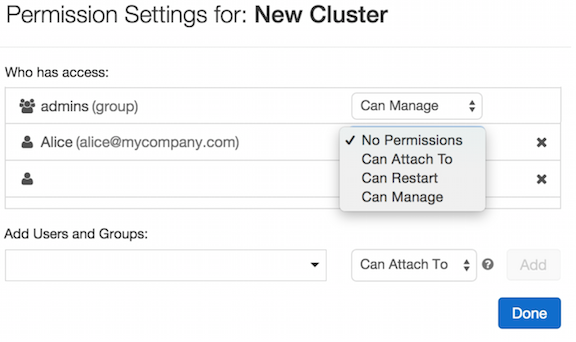 Permission Settings for: New Cluster
Who has access:
admins (group) Can Manage
Alice (alice@mycompany.com) ✓ No Permissions
Can Attach To
Can Restart
Can Manage
Add Users and Groups:
Can Attach To ? Add
Done